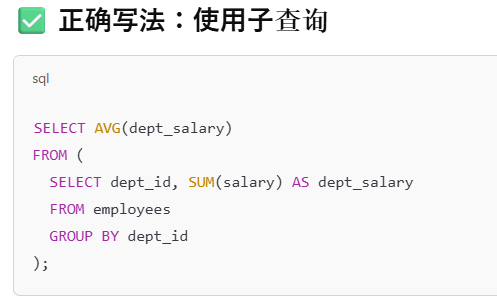 ✅ 正确写法：使用子查询
sql
SELECT AVG(dept_salary)
FROM (
  SELECT dept_id, SUM(salary) AS dept_salary
  FROM employees
  GROUP BY dept_id
);